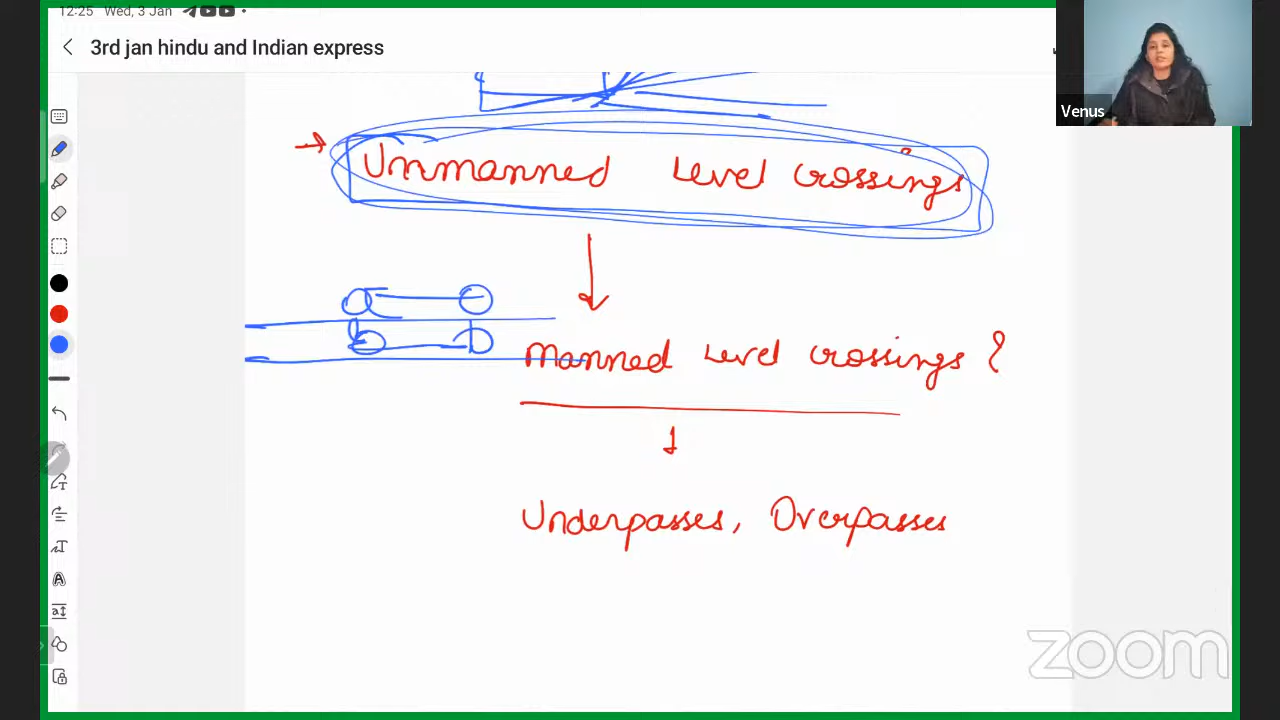 12:25 Wed, 3 Jan
3rd jan hindu and Indian express
Venus
Unmanned Level crossings
Manned Level crossings ?
Underpasses, Overpasses
zoom